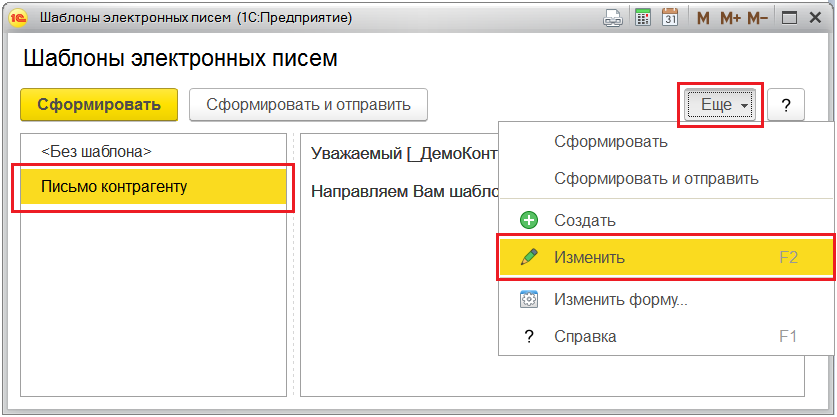 1С Шаблоны электронных писем (1С:Предприятие) 31 M M+ M−
Шаблоны электронных писем
Сформировать Сформировать и отправить Еще ?
<Без шаблона>
Письмо контрагенту
Уважаемый [_ДемоКонт
Направляем Вам шабло
Сформировать
Сформировать и отправить
Создать
Изменить F2
Изменить форму...
? Справка F1